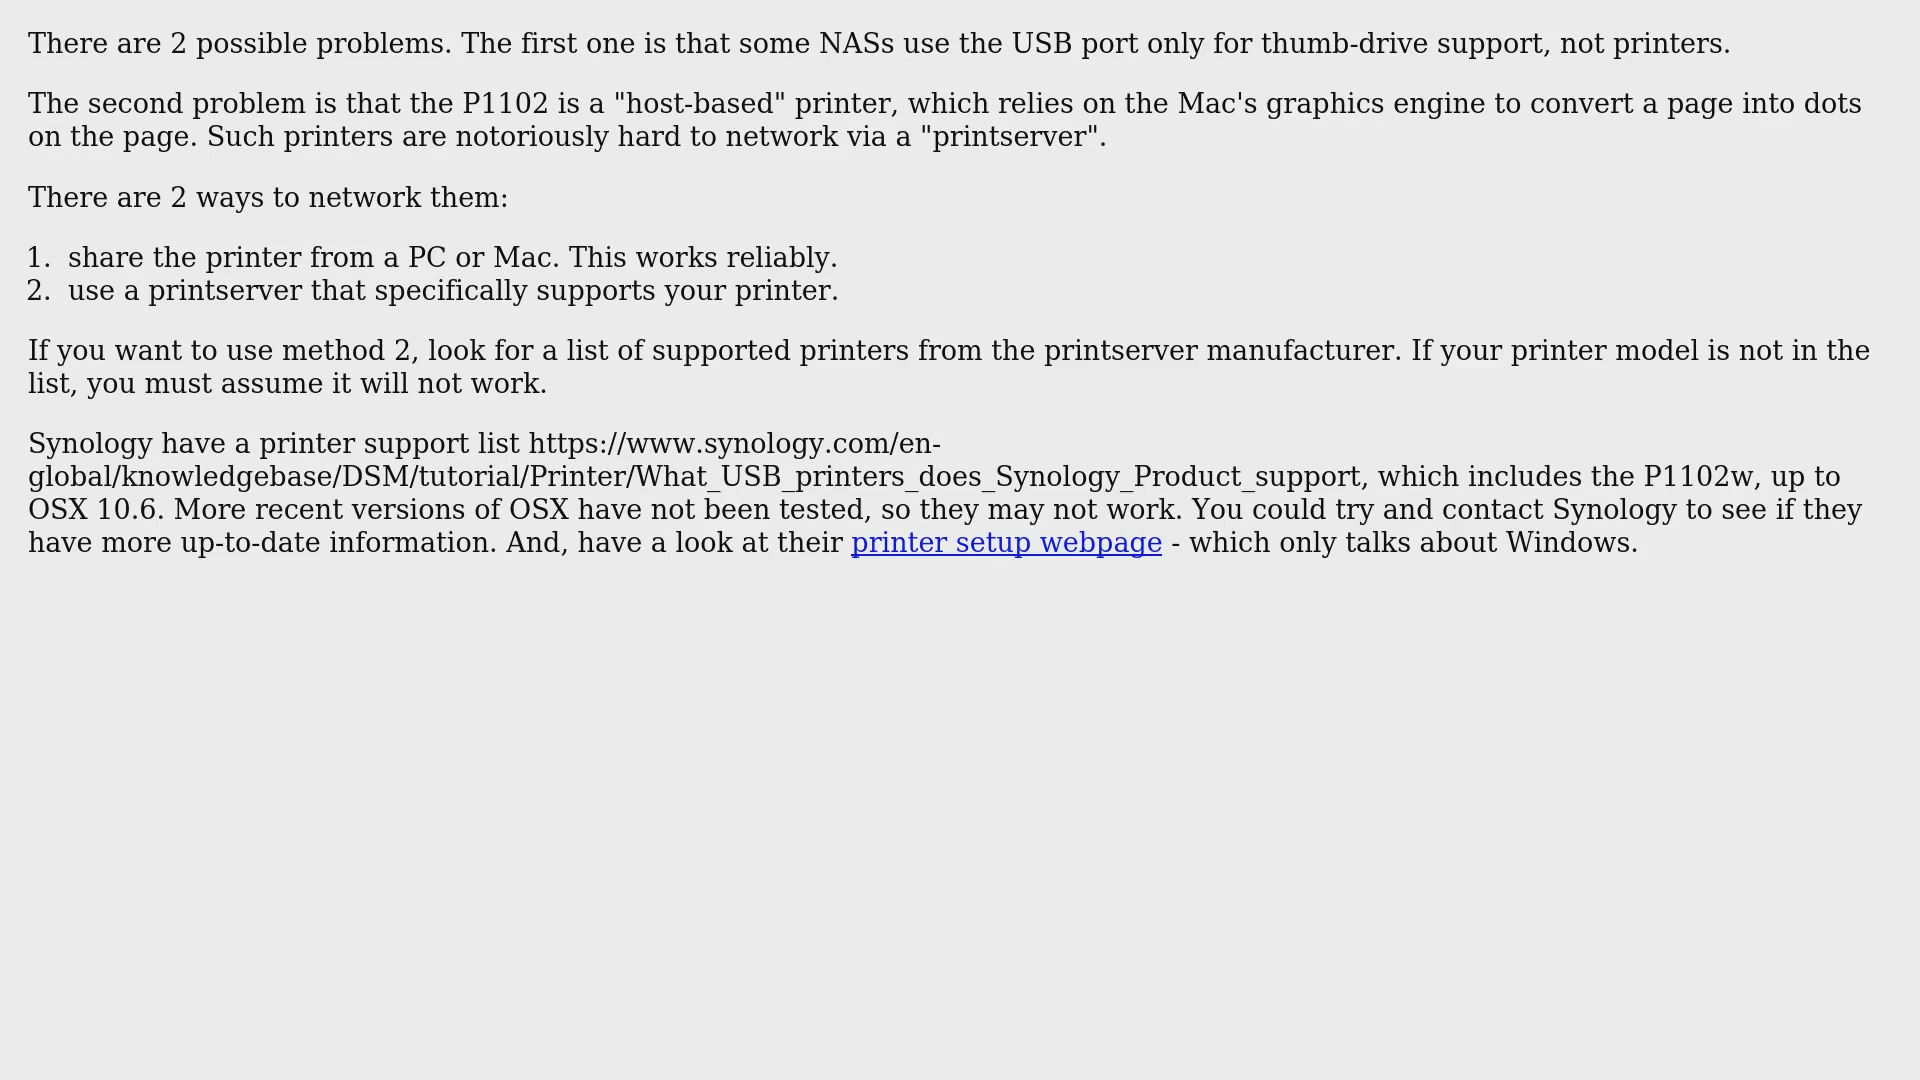 There are 2 possible problems. The first one is that some NASs use the USB port only for thumb-drive support, not printers.
The second problem is that the P1102 is a "host-based" printer, which relies on the Mac's graphics engine to convert a page into dots
on the page. Such printers are notoriously hard to network via a "printserver".
There are 2 ways to network them:
1. share the printer from a PC or Mac. This works reliably.
2. use a printserver that specifically supports your printer.
If you want to use method 2, look for a list of supported printers from the printserver manufacturer. If your printer model is not in the
list, you must assume it will not work.
Synology have a printer support list https://www.synology.com/en-
global/knowledgebase/DSM/tutorial/Printer/What_USB_printers_does_Synology_Product_support, which includes the P1102w, up to
OSX 10.6. More recent versions of OSX have not been tested, so they may not work. You could try and contact Synology to see if they
have more up-to-date information. And, have a look at their printer setup webpage - which only talks about Windows.